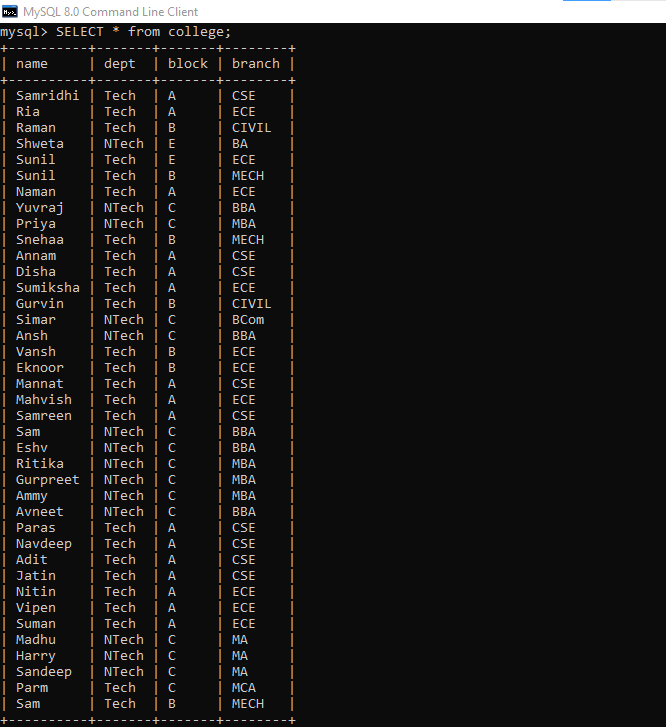 MySQL 8.0 Command Line Client
mysql> SELECT * from college;
+----------+-------+-------+--------+
| name     | dept  | block | branch |
+----------+-------+-------+--------+
| Samridhi | Tech  | A     | CSE    |
| Ria      | Tech  | A     | ECE    |
| Raman    | Tech  | B     | CIVIL  |
| Shweta   | NTech | E     | BA     |
| Sunil    | Tech  | E     | ECE    |
| Sunil    | Tech  | B     | MECH   |
| Naman    | Tech  | A     | ECE    |
| Yuvraj   | NTech | C     | BBA    |
| Priya    | NTech | C     | MBA    |
| Snehaa   | Tech  | B     | MECH   |
| Annam    | Tech  | A     | CSE    |
| Disha    | Tech  | A     | CSE    |
| Sumiksha | Tech  | A     | ECE    |
| Gurvin   | Tech  | B     | CIVIL  |
| Simar    | NTech | C     | BCom   |
| Ansh     | NTech | C     | BBA    |
| Vansh    | Tech  | B     | ECE    |
| Eknoor   | Tech  | B     | ECE    |
| Mannat   | Tech  | A     | CSE    |
| Mahvish  | Tech  | A     | ECE    |
| Samreen  | Tech  | A     | CSE    |
| Sam      | NTech | C     | BBA    |
| Eshv     | NTech | C     | BBA    |
| Ritika   | NTech | C     | MBA    |
| Gurpreet | NTech | C     | MBA    |
| Ammy     | NTech | C     | MBA    |
| Avneet   | NTech | C     | BBA    |
| Paras    | Tech  | A     | CSE    |
| Navdeep  | Tech  | A     | CSE    |
| Adit     | Tech  | A     | CSE    |
| Jatin    | Tech  | A     | CSE    |
| Nitin    | Tech  | A     | ECE    |
| Vipen    | Tech  | A     | ECE    |
| Suman    | Tech  | A     | ECE    |
| Madhu    | NTech | C     | MA     |
| Harry    | NTech | C     | MA     |
| Sandeep  | NTech | C     | MA     |
| Parm     | Tech  | C     | MCA    |
| Sam      | Tech  | B     | MECH   |
+----------+-------+-------+--------+